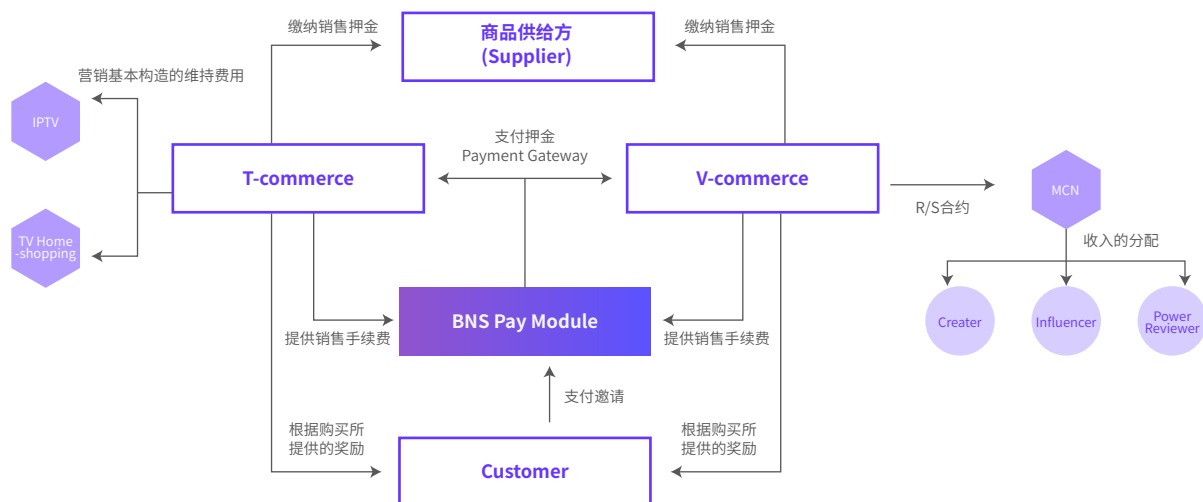 缴纳销售押金
商品供给方
(Supplier)
缴纳销售押金
营销基本构造的维持费用
IPTV
支付押金
Payment Gateway
T-commerce
V-commerce
MCN
R/S合约
TV Home
-shopping
收入的分配
BNS Pay Module
Creater
Influencer
Power
Reviewer
提供销售手续费
提供销售手续费
支付邀请
根据购买所
提供的奖励
根据购买所
提供的奖励
Customer